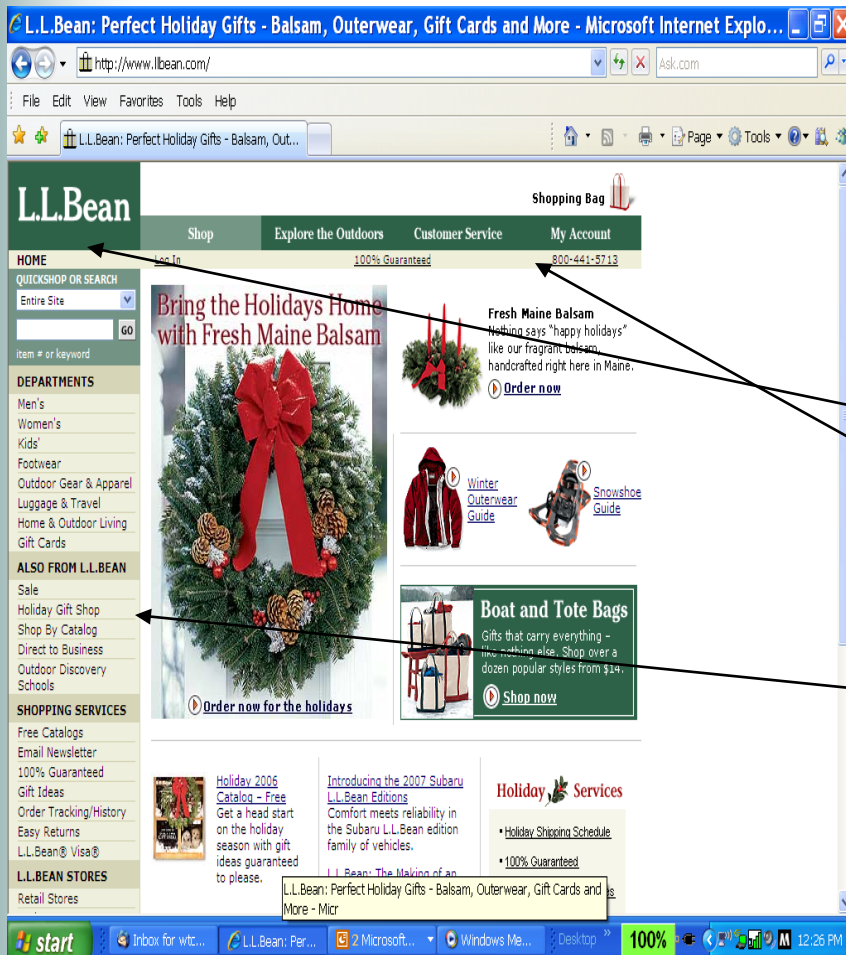 L.L.Bean: Perfect Holiday Gifts - Balsam, Outerwear, Gift Cards and More - Microsoft Internet Explo...
http://www.llbean.com/
Ask.com
File Edit View Favorites Tools Help
L.L.Bean: Perfect Holiday Gifts - Balsam, Out...
Page Tools
L.L.Bean
Shopping Bag
Shop Explore the Outdoors Customer Service My Account
HOME
Log In 100% Guaranteed 800-441-5713
QUICKSHOP OR SEARCH
Entire Site
GO
item # or keyword
DEPARTMENTS
Men's
Women's
Kids'
Footwear
Outdoor Gear & Apparel
Luggage & Travel
Home & Outdoor Living
Gift Cards
ALSO FROM L.L.BEAN
Sale
Holiday Gift Shop
Shop By Catalog
Direct to Business
Outdoor Discovery
Schools
SHOPPING SERVICES
Free Catalogs
Email Newsletter
100% Guaranteed
Gift Ideas
Order Tracking/History
Easy Returns
L.L.Bean® Visa®
L.L.BEAN STORES
Retail Stores
Bring the Holidays Home
with Fresh Maine Balsam
Order now for the holidays
Fresh Maine Balsam
Nothing says "happy holidays"
like our fragrant balsam,
handcrafted right here in Maine.
Order now
Winter
Outerwear
Guide
Snowshoe
Guide
Boat and Tote Bags
Gifts that carry everything –
like nothing else. Shop over a
dozen popular styles from $14.
Shop now
Holiday 2006
Catalog – Free
Get a head start
on the holiday
season with gift
ideas guaranteed
to please.
Introducing the 2007 Subaru
L.L.Bean Editions
Comfort meets reliability in
the Subaru L.L.Bean edition
family of vehicles.
L.L.Bean: The Making of an
Holiday Services
Holiday Shipping Schedule
100% Guaranteed
L.L.Bean: Perfect Holiday Gifts - Balsam, Outerwear, Gift Cards and
More - Micr
start Inbox for wtc... L.L.Bean: Per... 2 Microsoft... Windows Me... Desktop 100% 12:26 PM